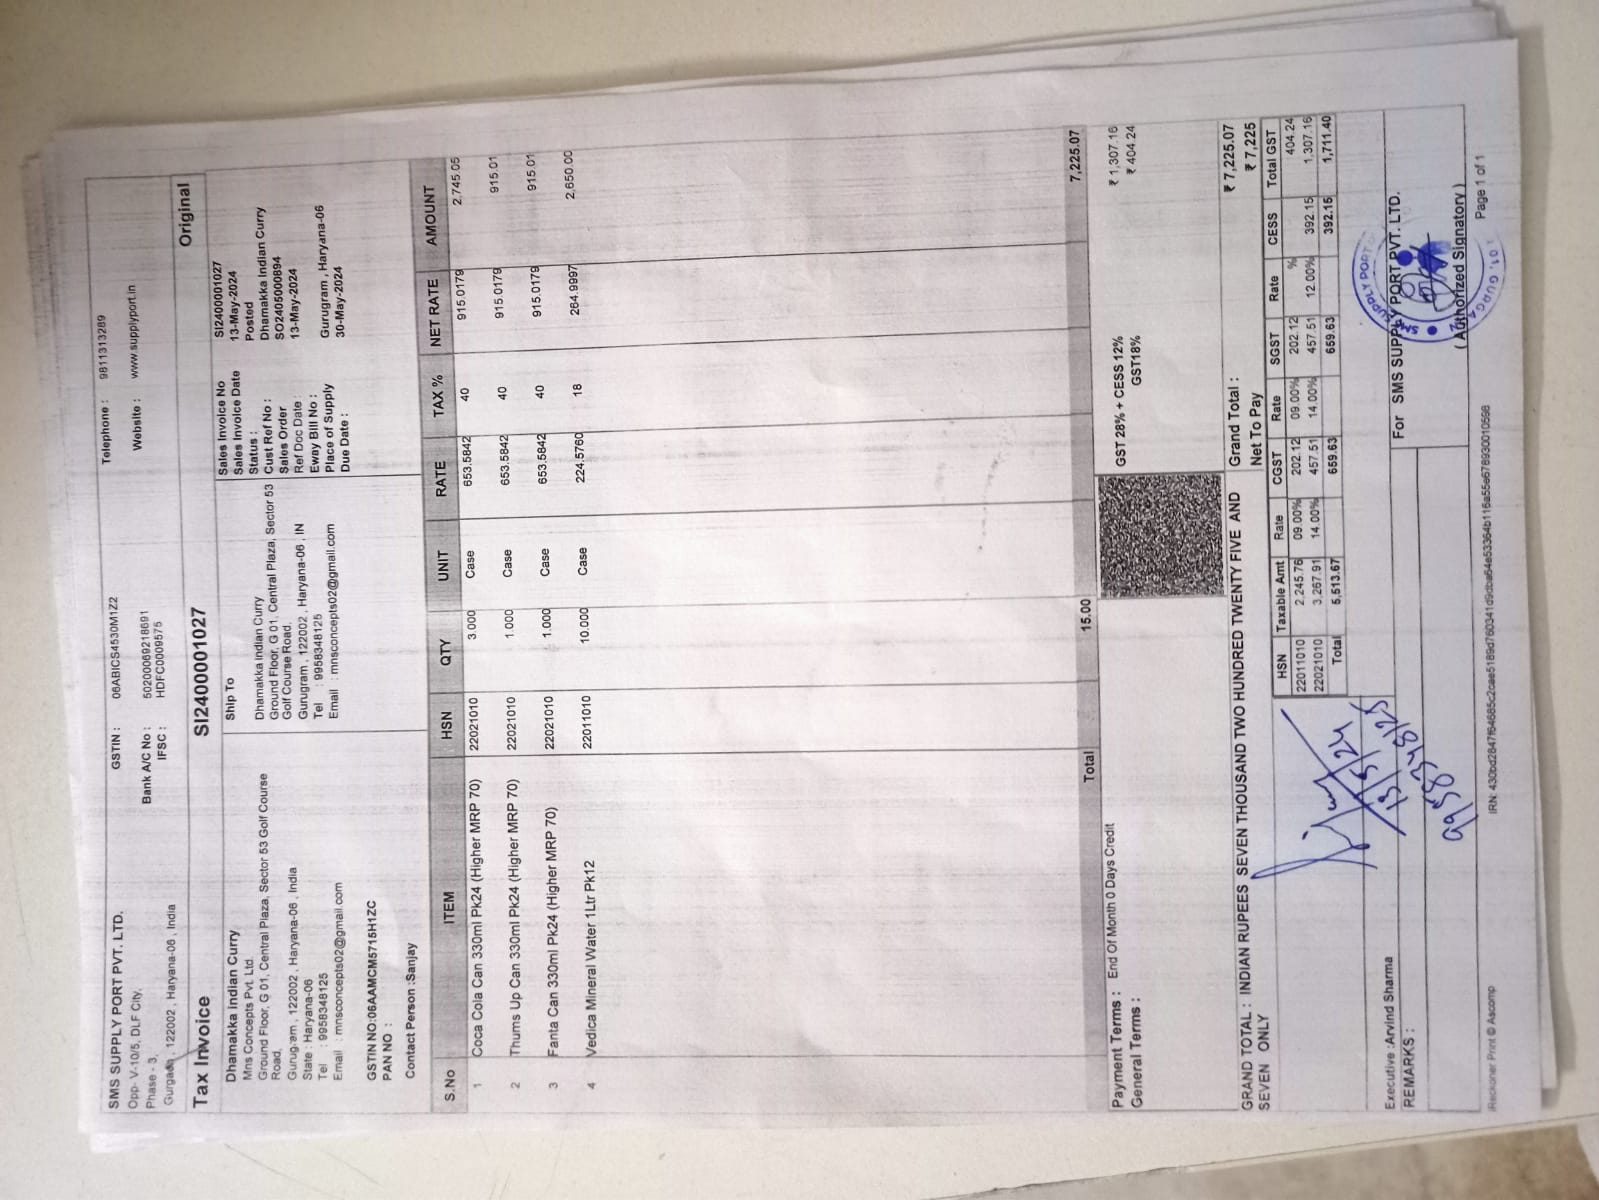 SMS SUPPLY PORT PVT. LTD.
Opp- V-10/5, DLF City,
Phase - 3,
Gurgaon , 122002 , Haryana-06 , India
GSTIN : 06ABICS4530M1Z2
Bank A/C No : 50200069218691
IFSC : HDFC0009575
Telephone : 9811313289
Website : www.supplyport.in
Tax Invoice SI2400001027 Original
Dhamakka Indian Curry
Mns Concepts Pvt. Ltd.
Ground Floor, G 01, Central Plaza, Sector 53 Golf Course
Road,
Gurugram , 122002 , Haryana-06 , India
State : Haryana-06
Tel : 9958348125
Email : mnsconcepts02@gmail.com
GSTIN NO:06AAMCM5715H1ZC
PAN NO :
Contact Person :Sanjay
Ship To
Dhamakka Indian Curry
Ground Floor, G 01, Central Plaza, Sector 53
Golf Course Road,
Gurugram , 122002 , Haryana-06 , IN
Tel : 9958348125
Email : mnsconcepts02@gmail.com
Sales Invoice No SI2400001027
Sales Invoice Date 13-May-2024
Status : Posted
Cust Ref No : Dhamakka Indian Curry
Sales Order SO2405000894
Ref Doc Date : 13-May-2024
Eway Bill No :
Place of Supply Gurugram , Haryana-06
Due Date : 30-May-2024
S.No ITEM HSN QTY UNIT RATE TAX % NET RATE AMOUNT
1 Coca Cola Can 330ml Pk24 (Higher MRP 70) 22021010 3.000 Case 653.5842 40 915.0179 2,745.05
2 Thums Up Can 330ml Pk24 (Higher MRP 70) 22021010 1.000 Case 653.5842 40 915.0179 915.01
3 Fanta Can 330ml Pk24 (Higher MRP 70) 22021010 1.000 Case 653.5842 40 915.0179 915.01
4 Vedica Mineral Water 1Ltr Pk12 22011010 10.000 Case 224.5760 18 264.9997 2,650.00
Total 15.00 7,225.07
Payment Terms : End Of Month 0 Days Credit
General Terms :
GST 28% + CESS 12% ₹ 1,307.16
GST18% ₹ 404.24
Grand Total : ₹ 7,225.07
Net To Pay ₹ 7,225
GRAND TOTAL : INDIAN RUPEES SEVEN THOUSAND TWO HUNDRED TWENTY FIVE AND
SEVEN ONLY
HSN Taxable Amt Rate CGST Rate SGST Rate CESS Total GST
22011010 2,245.76 09.00% 202.12 09.00% 202.12 % 404.24
22021010 3,267.91 14.00% 457.51 14.00% 457.51 12.00% 392.15 1,307.16
Total 5,513.67 659.63 659.63 392.15 1,711.40
Executive :Arvind Sharma
REMARKS :
13/5/24
9958348125
For SMS SUPPLY PORT PVT. LTD.
( Authorized Signatory )
iReckoner Print © Ascomp
Page 1 of 1